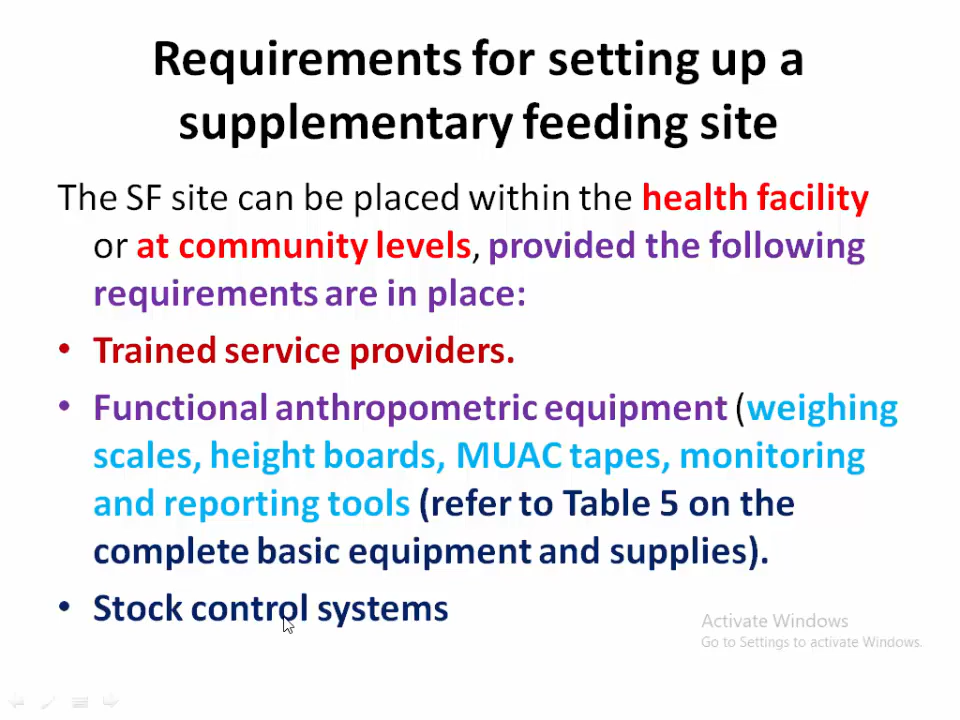 Requirements for setting up a
supplementary feeding site
The SF site can be placed within the health facility
or at community levels, provided the following
requirements are in place:
• Trained service providers.
• Functional anthropometric equipment (weighing
scales, height boards, MUAC tapes, monitoring
and reporting tools (refer to Table 5 on the
complete basic equipment and supplies).
• Stock control systems
Activate Windows
Go to Settings to activate Windows.